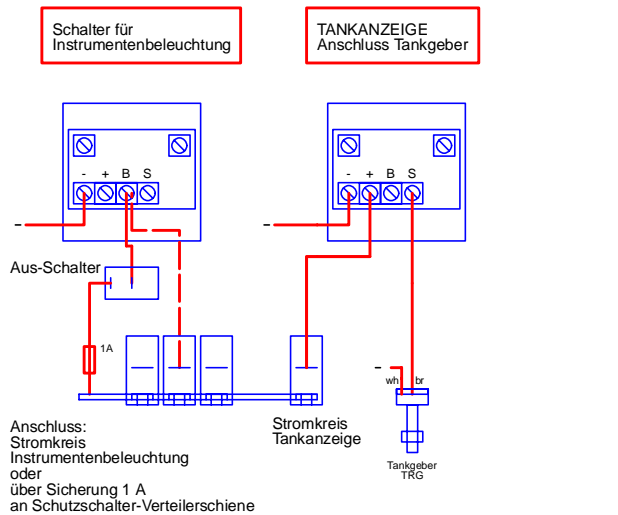 Schalter für
Instrumentenbeleuchtung
TANKANZEIGE
Anschluss Tankgeber
- + B S
- + B S
-
-
Aus-Schalter
1A
-
wh br
Anschluss:
Stromkreis
Instrumentenbeleuchtung
oder
über Sicherung 1 A
an Schutzschalter-Verteilerschiene
Stromkreis
Tankanzeige
Tankgeber
TRG